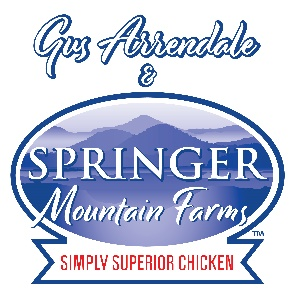 Gus Arrendale
&
SPRINGER
Mountain Farms
TM
SIMPLY SUPERIOR CHICKEN